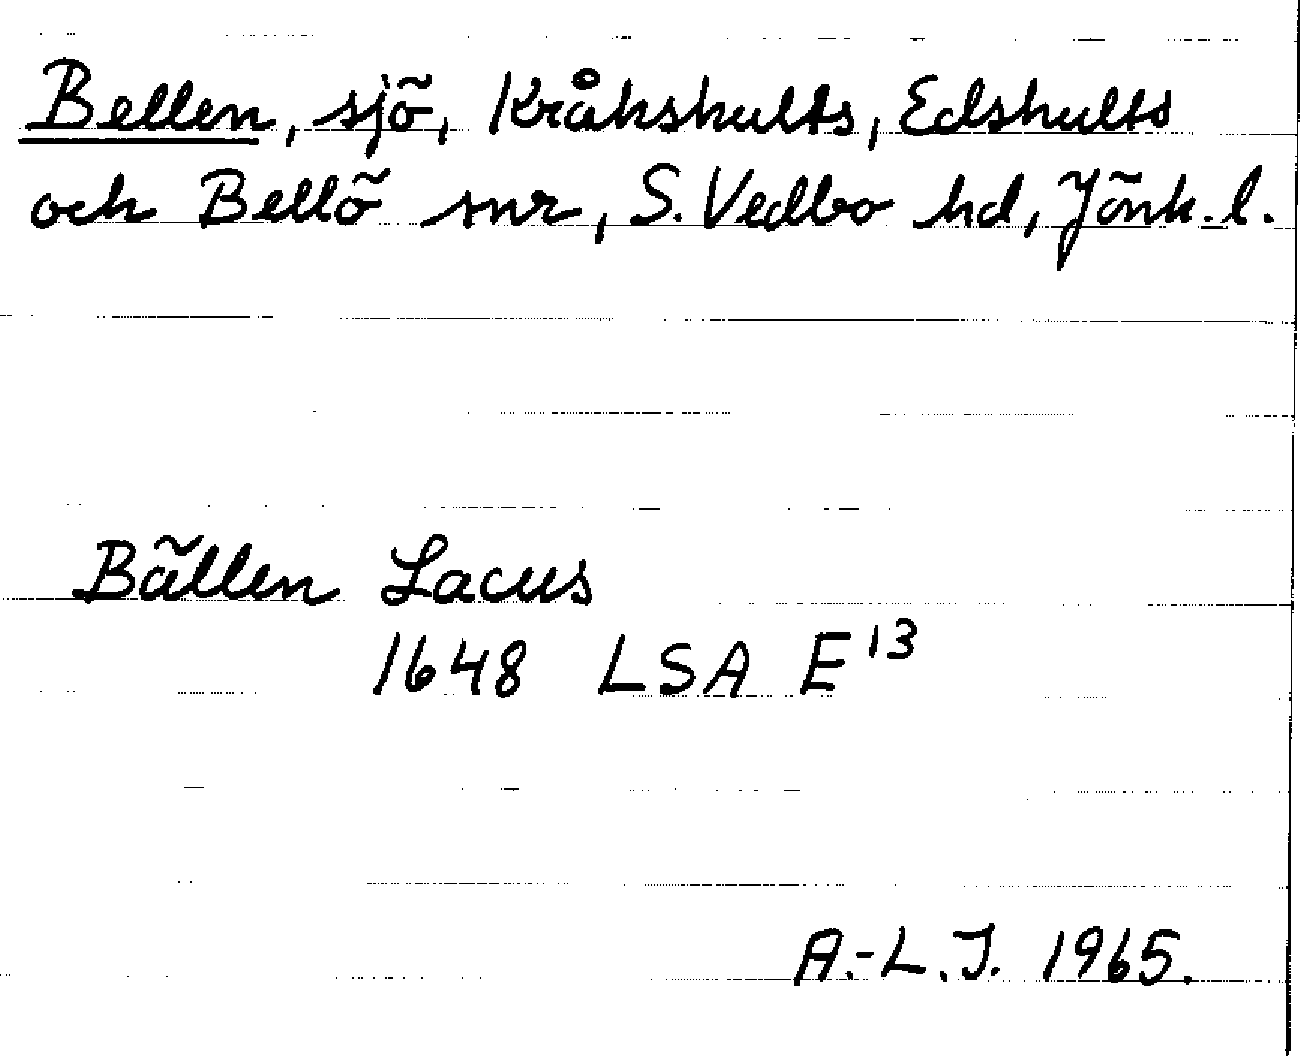 Bellen, sjö, Kråkshults, Edshults
och Bellö snr, S. Vedbo hd, Jönk. l.
Bällen Lacus
1648 LSA E¹³
A.-L. J. 1965.